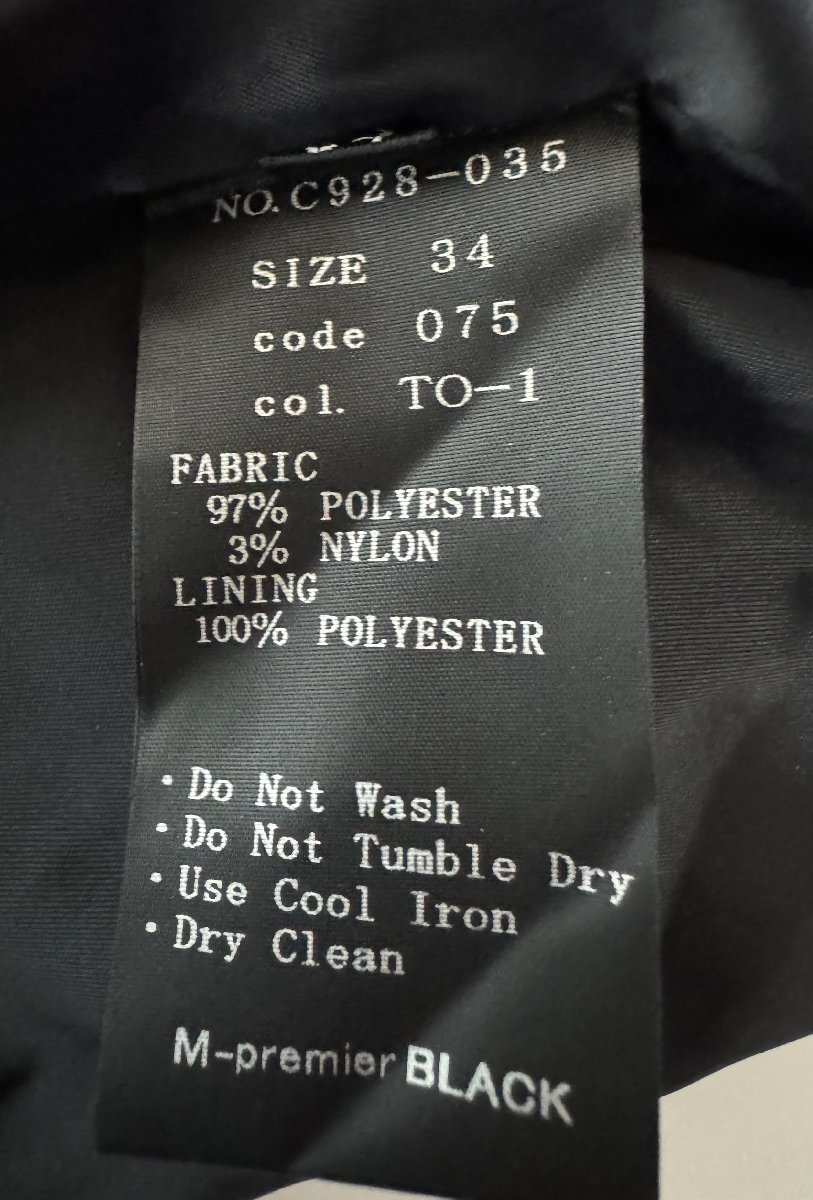 NO. C928-035
SIZE 34
code 075
col. TO-1
FABRIC
97% POLYESTER
3% NYLON
LINING
100% POLYESTER
・Do Not Wash
・Do Not Tumble Dry
・Use Cool Iron
・Dry Clean
M-premier BLACK